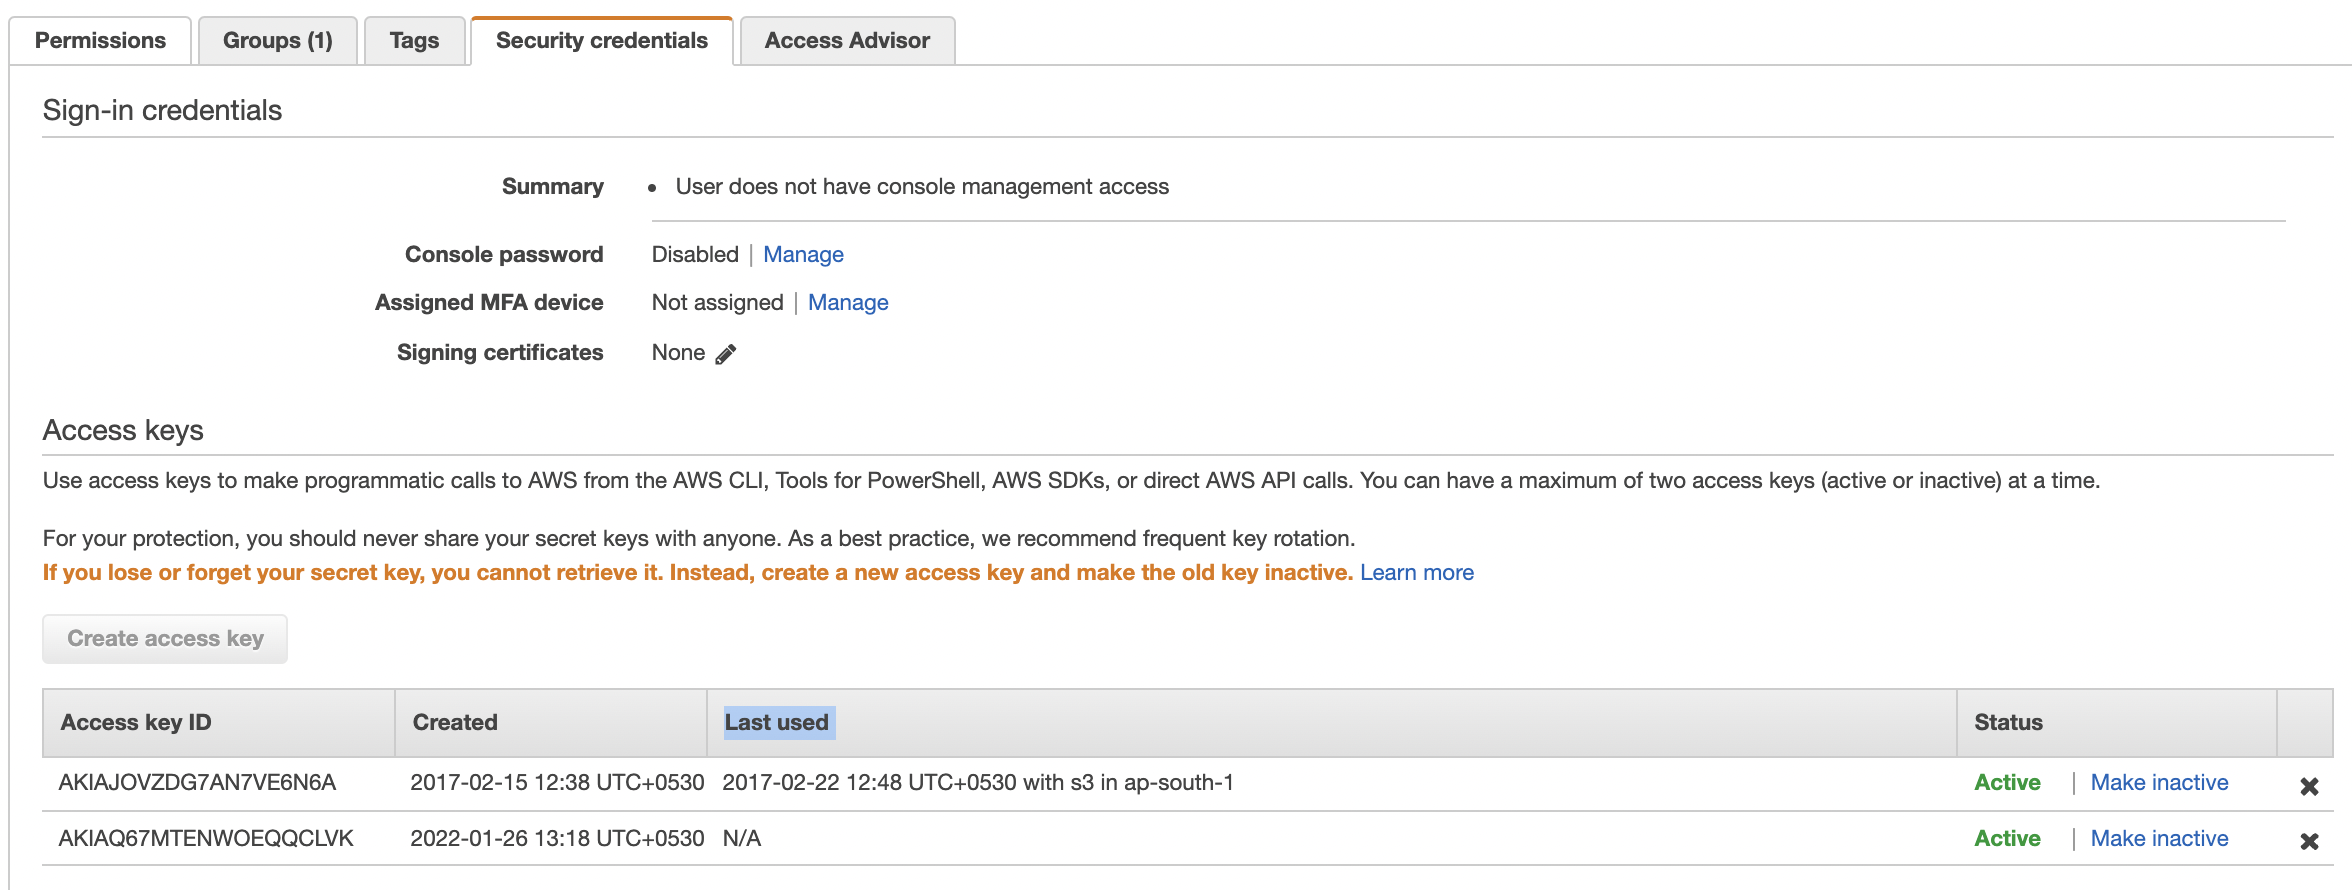 Permissions Groups (1) Tags Security credentials Access Advisor
Sign-in credentials
Summary • User does not have console management access
Console password Disabled | Manage
Assigned MFA device Not assigned | Manage
Signing certificates None
Access keys
Use access keys to make programmatic calls to AWS from the AWS CLI, Tools for PowerShell, AWS SDKs, or direct AWS API calls. You can have a maximum of two access keys (active or inactive) at a time.
For your protection, you should never share your secret keys with anyone. As a best practice, we recommend frequent key rotation.
If you lose or forget your secret key, you cannot retrieve it. Instead, create a new access key and make the old key inactive. Learn more
Create access key
Access key ID Created Last used Status
AKIAJOVZDG7AN7VE6N6A 2017-02-15 12:38 UTC+0530 2017-02-22 12:48 UTC+0530 with s3 in ap-south-1 Active | Make inactive
AKIAQ67MTENWOEQQCLVK 2022-01-26 13:18 UTC+0530 N/A Active | Make inactive